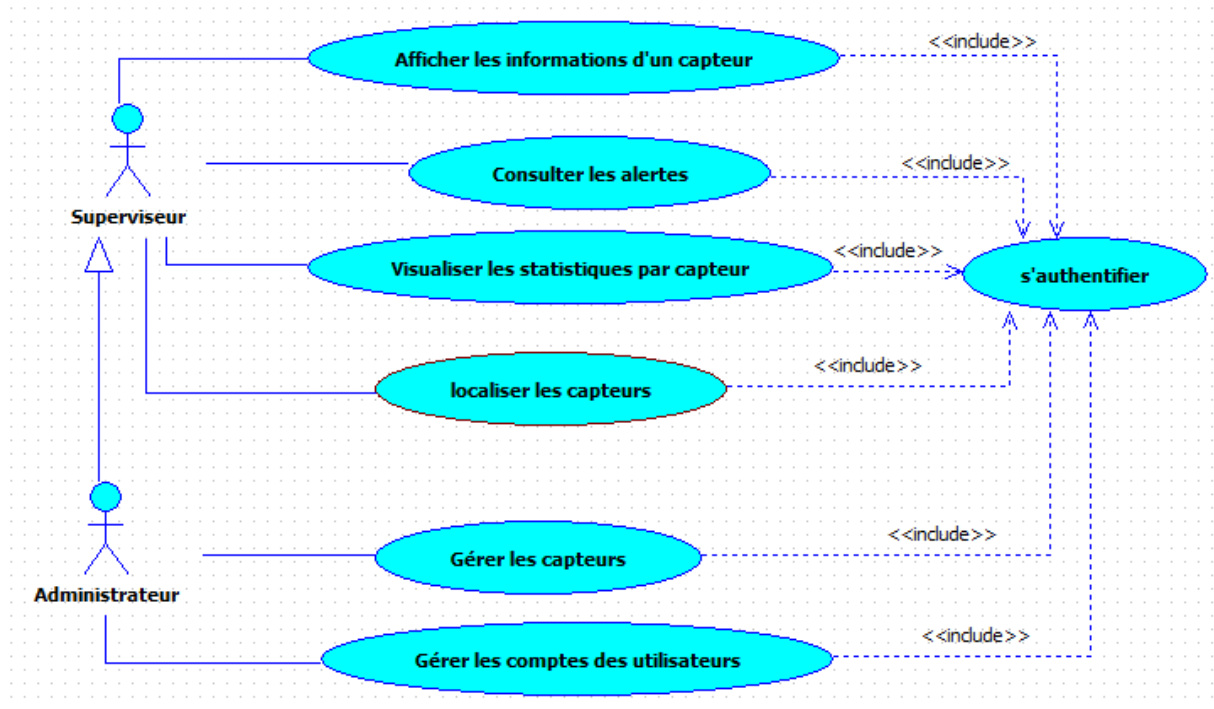 <<include>>
Afficher les informations d'un capteur
<<include>>
Consulter les alertes
Superviseur
<<include>>
Visualiser les statistiques par capteur
s'authentifier
<<include>>
localiser les capteurs
<<include>>
Gérer les capteurs
Administrateur
<<include>>
Gérer les comptes des utilisateurs